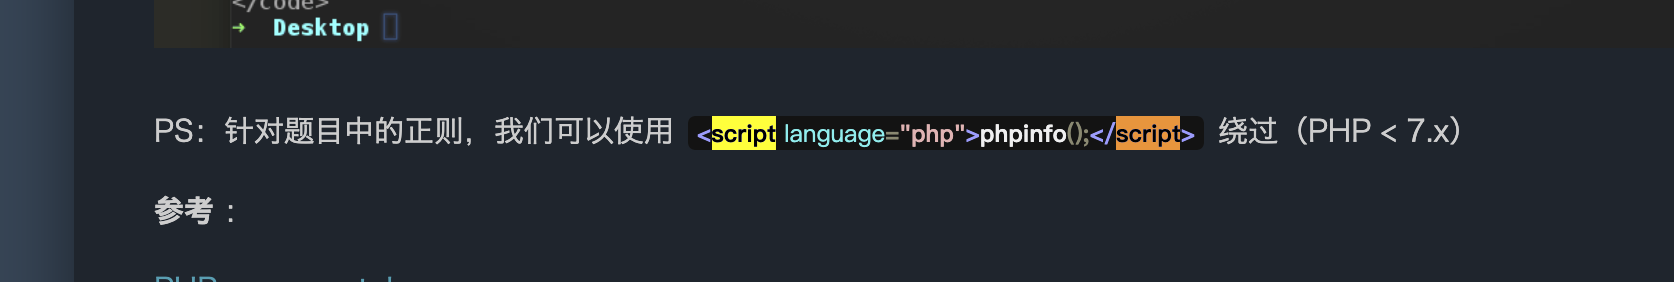 </code>
→ Desktop
PS：针对题目中的正则，我们可以使用 <script language="php">phpinfo();</script> 绕过（PHP < 7.x）
参考：